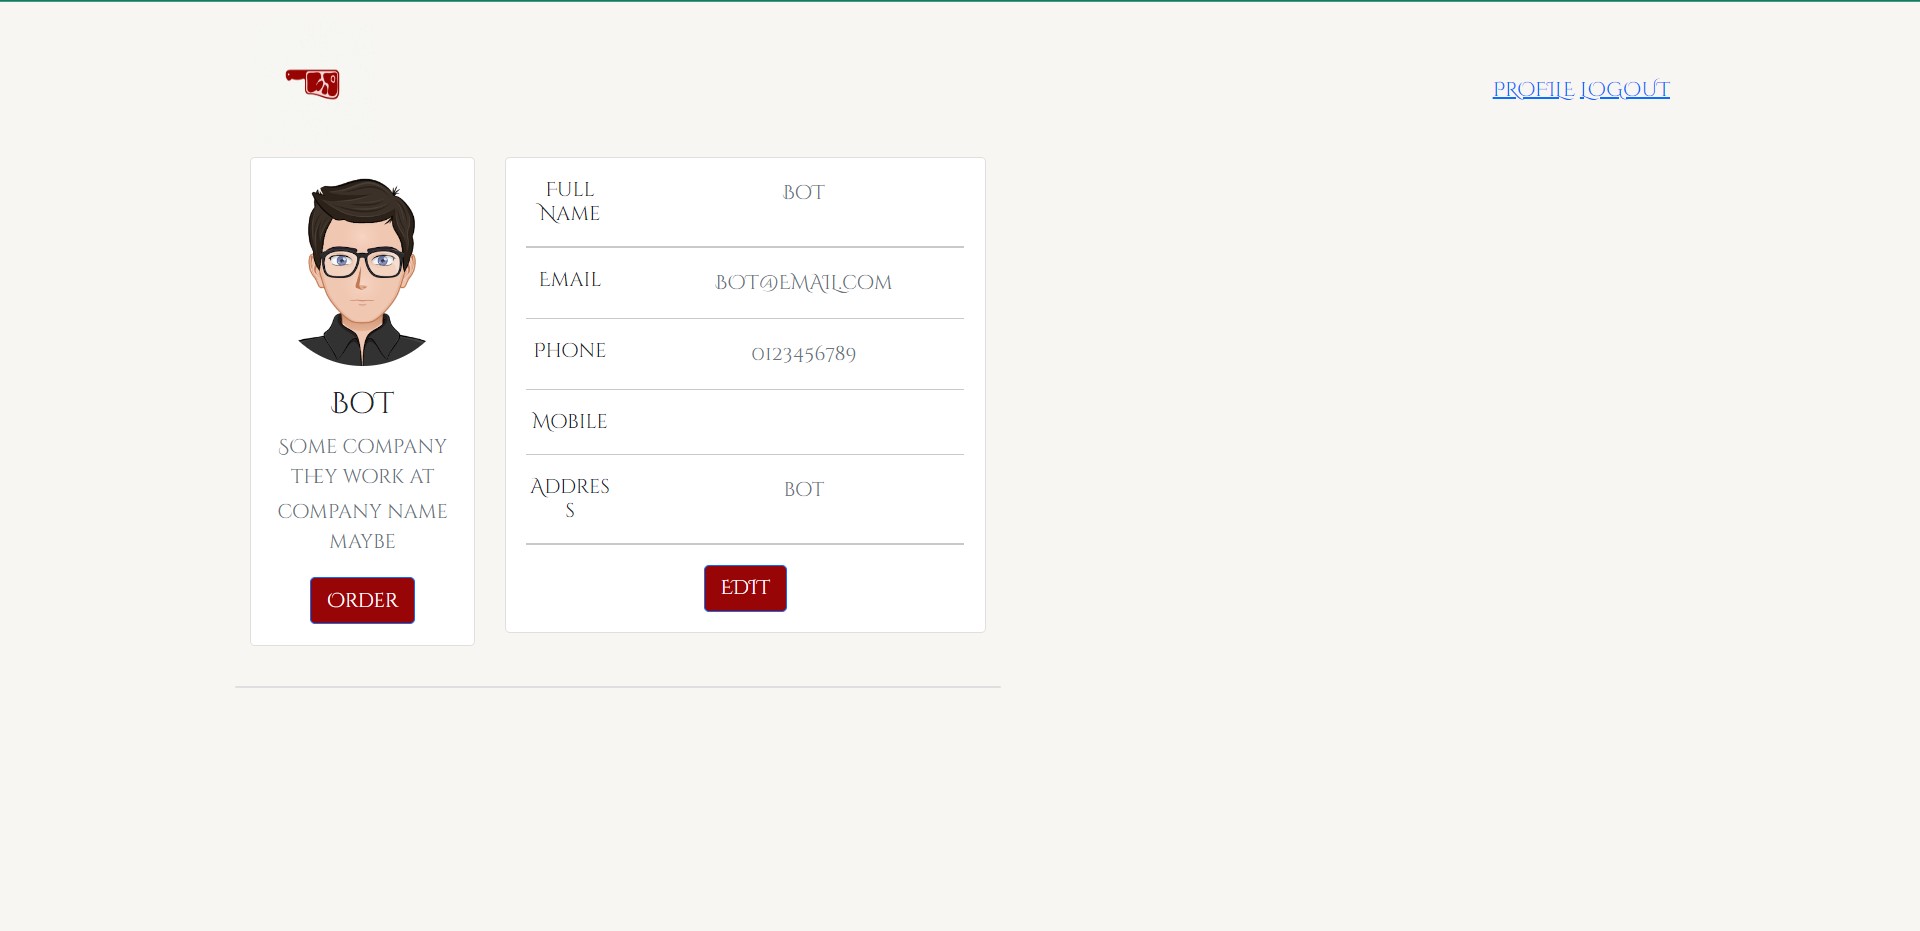 PROFILE LOGOUT
BOT
SOME COMPANY
THEY WORK AT
COMPANY NAME
MAYBE
ORDER
FULL
NAME
BOT
EMAIL
BOT@EMAIL.COM
PHONE
0123456789
MOBILE
ADDRES
S
BOT
EDIT